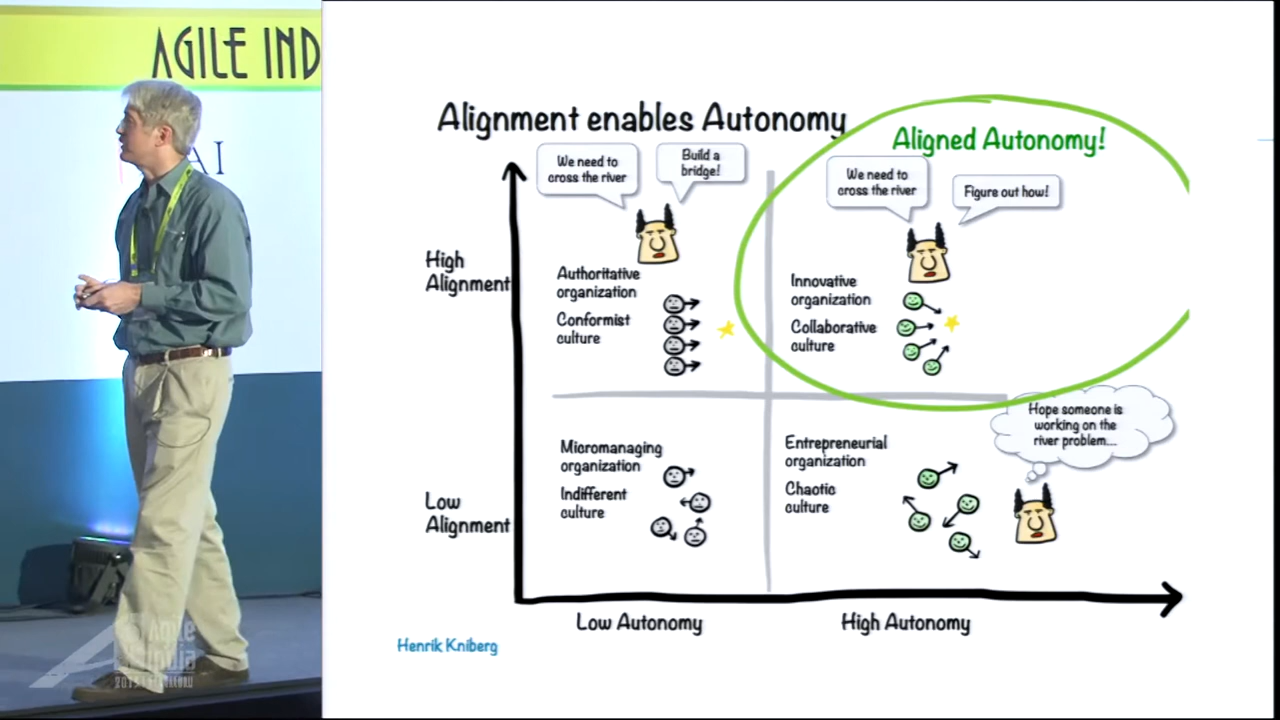 AGILE IND
AI
Alignment enables Autonomy
Aligned Autonomy!
We need to
cross the river
Build a
bridge!
We need to
cross the river
Figure out how!
High
Alignment
Authoritative
organization
Conformist
culture
Innovative
organization
Collaborative
culture
Hope someone is
working on the
river problem...
Low
Alignment
Micromanaging
organization
Indifferent
culture
Entrepreneurial
organization
Chaotic
culture
Low Autonomy
High Autonomy
Henrik Kniberg
Agile